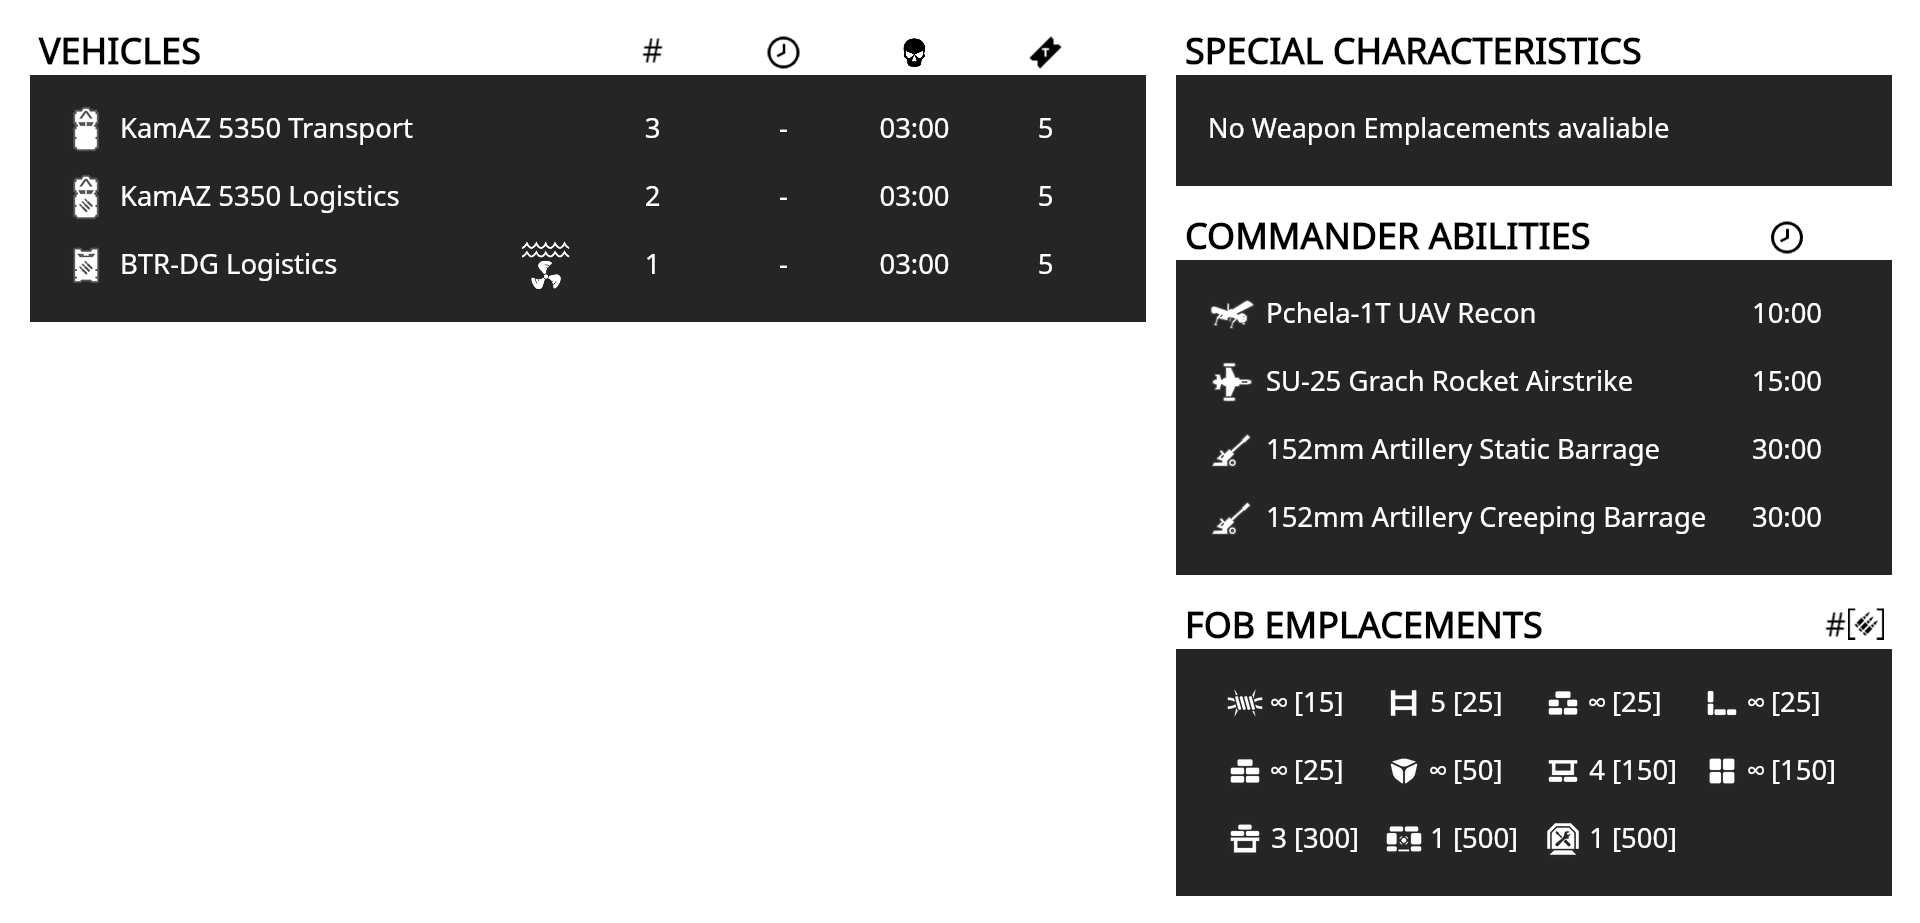 VEHICLES #
KamAZ 5350 Transport 3 - 03:00 5
KamAZ 5350 Logistics 2 - 03:00 5
BTR-DG Logistics 1 - 03:00 5
SPECIAL CHARACTERISTICS
No Weapon Emplacements avaliable
COMMANDER ABILITIES
Pchela-1T UAV Recon 10:00
SU-25 Grach Rocket Airstrike 15:00
152mm Artillery Static Barrage 30:00
152mm Artillery Creeping Barrage 30:00
FOB EMPLACEMENTS #[]
∞ [15] 5 [25] ∞ [25] ∞ [25]
∞ [25] ∞ [50] 4 [150] ∞ [150]
3 [300] 1 [500] 1 [500]